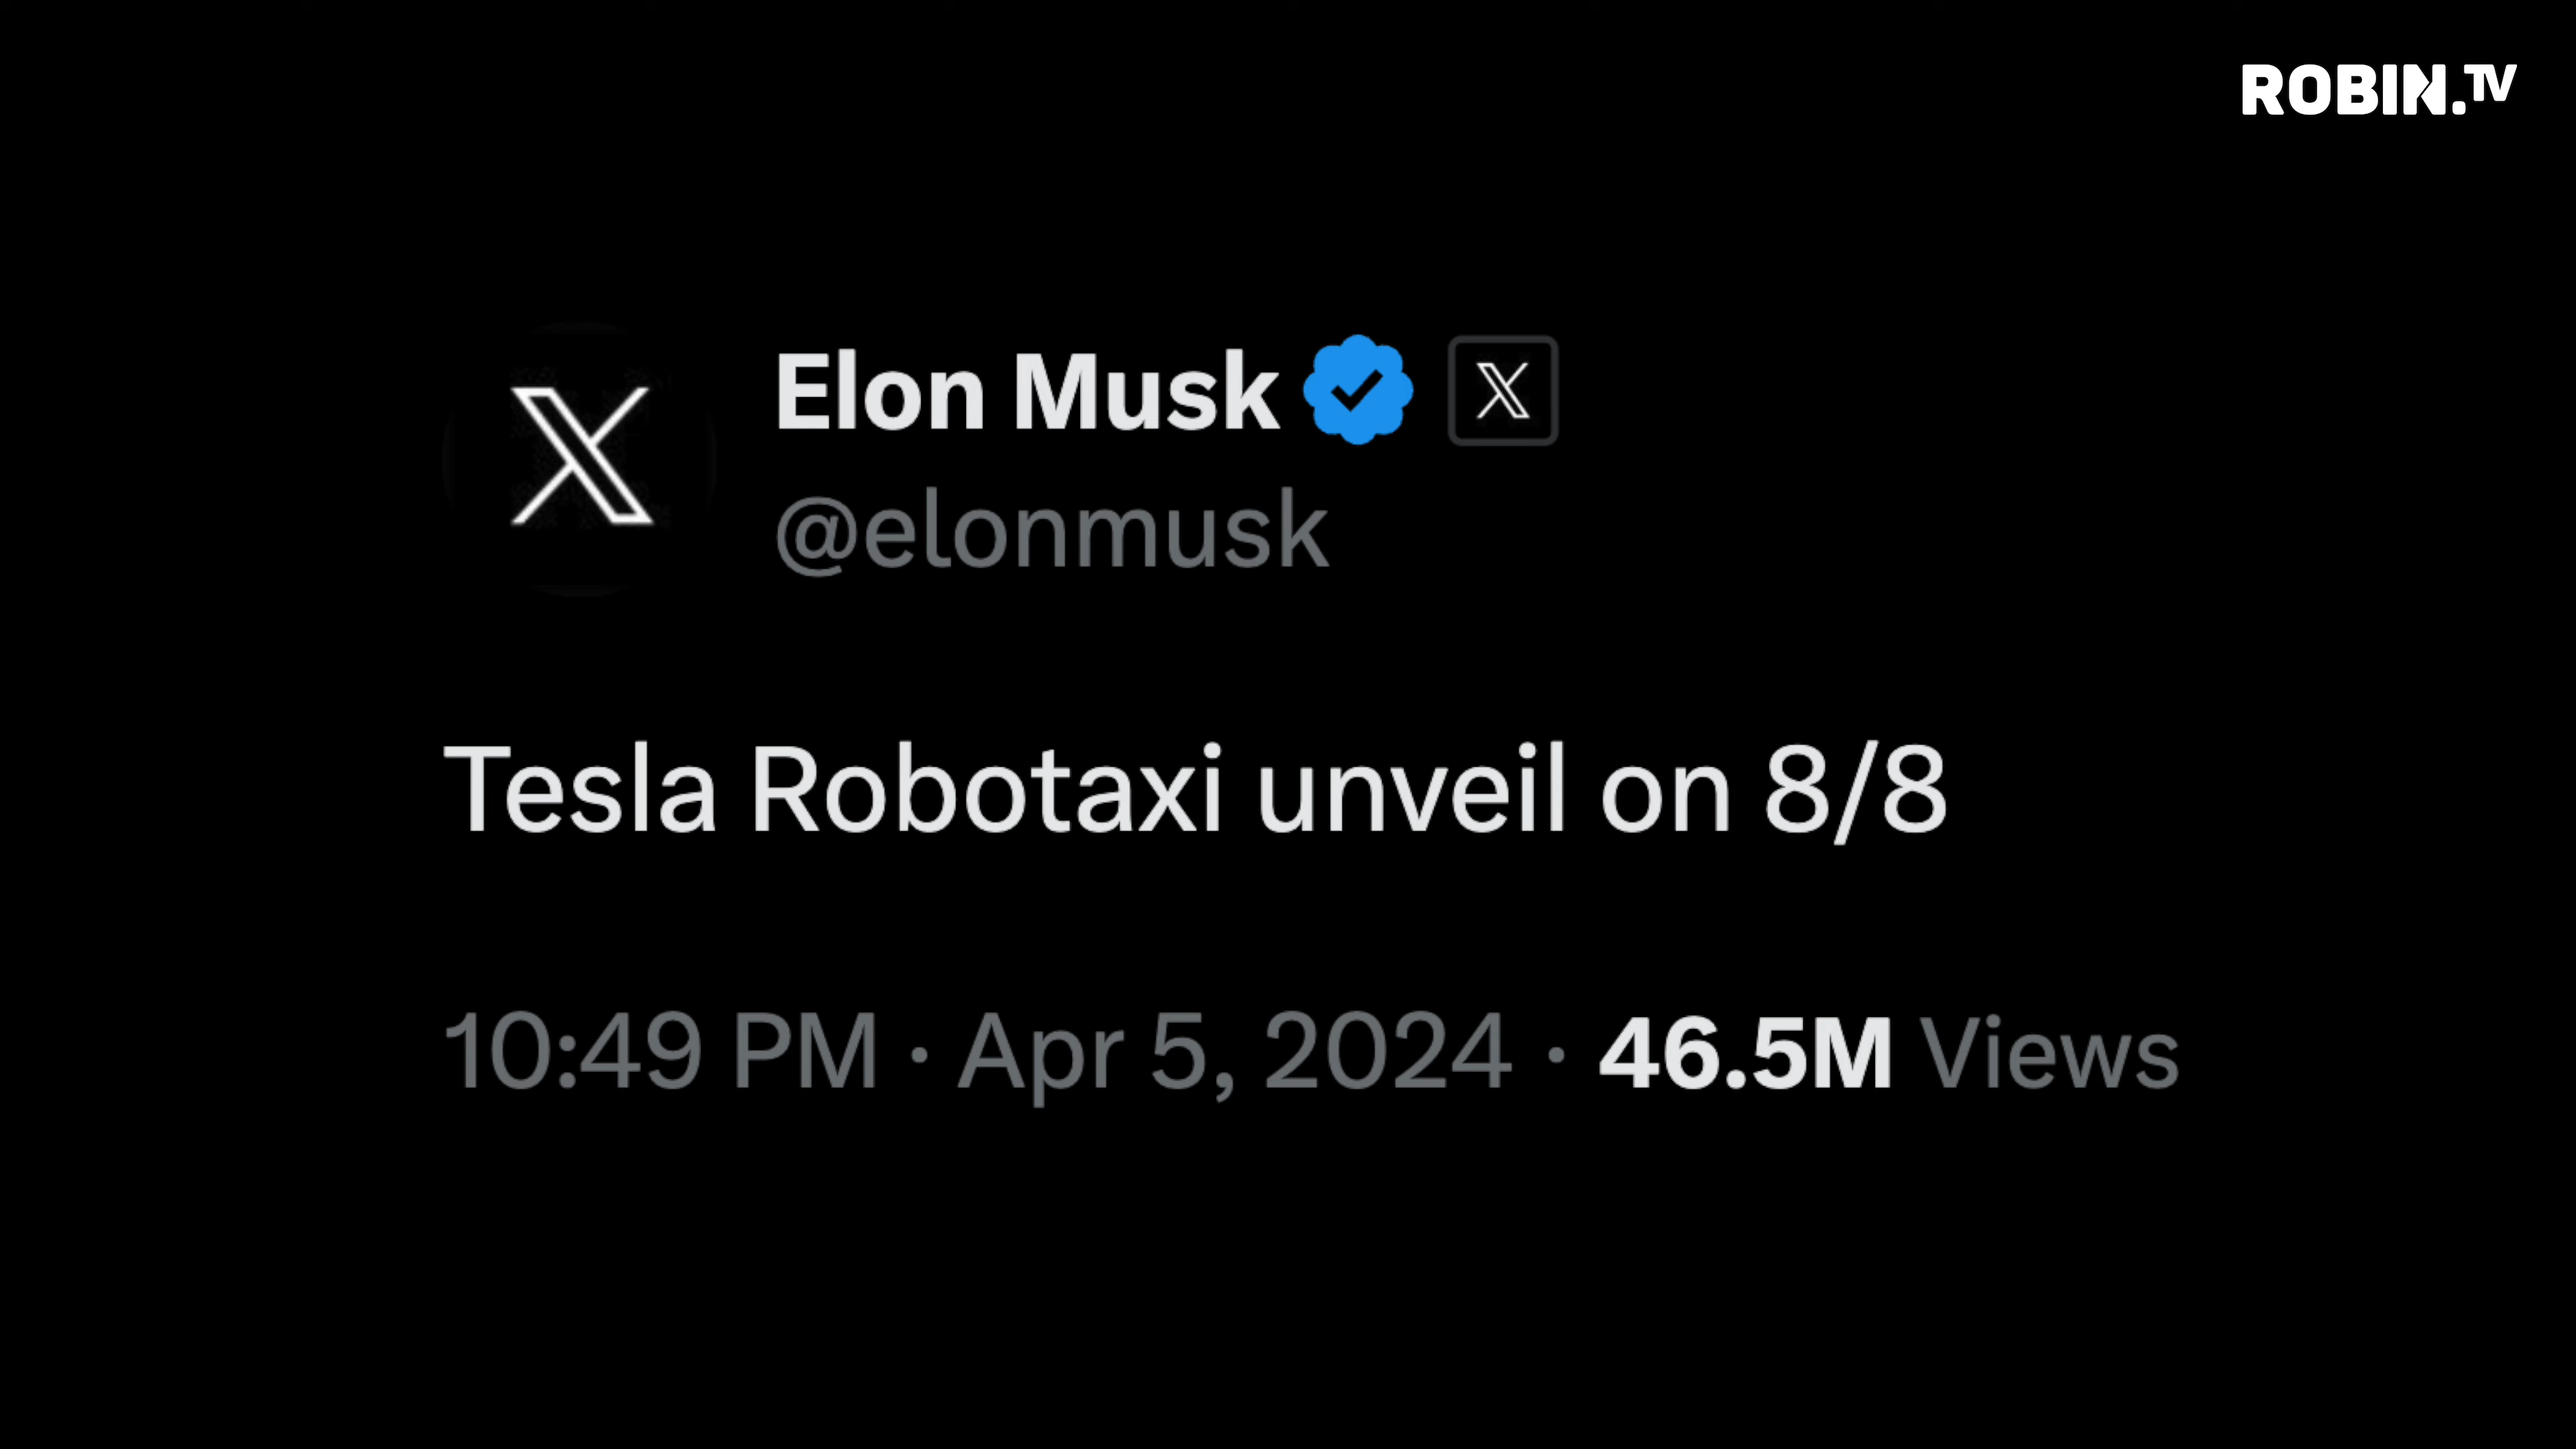 ROBIN.TV
Elon Musk
@elonmusk
Tesla Robotaxi unveil on 8/8
10:49 PM · Apr 5, 2024 · 46.5M Views